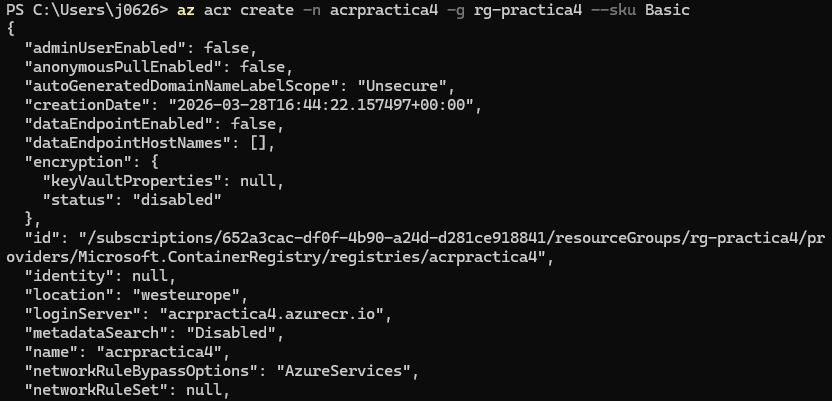 PS C:\Users\j0626> az acr create -n acrpractica4 -g rg-practica4 --sku Basic
{
  "adminUserEnabled": false,
  "anonymousPullEnabled": false,
  "autoGeneratedDomainNameLabelScope": "Unsecure",
  "creationDate": "2026-03-28T16:44:22.157497+00:00",
  "dataEndpointEnabled": false,
  "dataEndpointHostNames": [],
  "encryption": {
    "keyVaultProperties": null,
    "status": "disabled"
  },
  "id": "/subscriptions/652a3cac-df0f-4b90-a24d-d281ce918841/resourceGroups/rg-practica4/pr
oviders/Microsoft.ContainerRegistry/registries/acrpractica4",
  "identity": null,
  "location": "westeurope",
  "loginServer": "acrpractica4.azurecr.io",
  "metadataSearch": "Disabled",
  "name": "acrpractica4",
  "networkRuleBypassOptions": "AzureServices",
  "networkRuleSet": null,